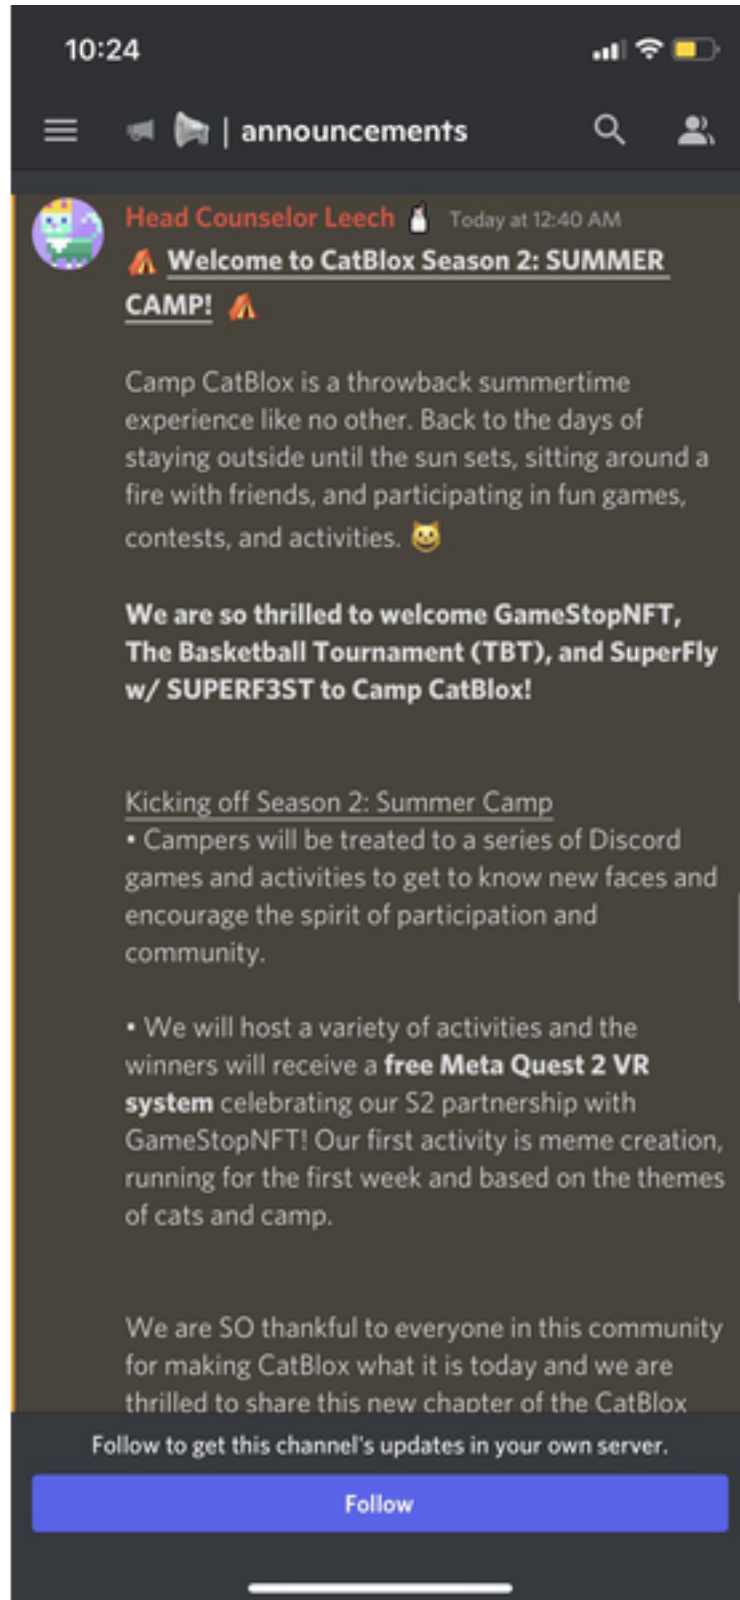 10:24
| announcements
Head Counselor Leech Today at 12:40 AM
Welcome to CatBlox Season 2: SUMMER
CAMP!
Camp CatBlox is a throwback summertime
experience like no other. Back to the days of
staying outside until the sun sets, sitting around a
fire with friends, and participating in fun games,
contests, and activities. 😺
We are so thrilled to welcome GameStopNFT,
The Basketball Tournament (TBT), and SuperFly
w/ SUPERF3ST to Camp CatBlox!
Kicking off Season 2: Summer Camp
• Campers will be treated to a series of Discord
games and activities to get to know new faces and
encourage the spirit of participation and
community.
• We will host a variety of activities and the
winners will receive a free Meta Quest 2 VR
system celebrating our S2 partnership with
GameStopNFT! Our first activity is meme creation,
running for the first week and based on the themes
of cats and camp.
We are SO thankful to everyone in this community
for making CatBlox what it is today and we are
thrilled to share this new chapter of the CatBlox
Follow to get this channel's updates in your own server.
Follow